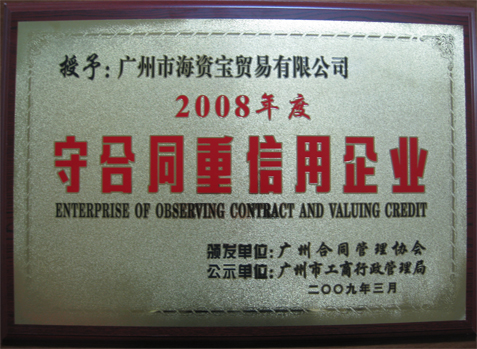 授予：广州市海资宝贸易有限公司
2008年度
守合同重信用企业
ENTERPRISE OF OBSERVING CONTRACT AND VALUING CREDIT
颁发单位：广州合同管理协会
公示单位：广州市工商行政管理局
二〇〇九年三月